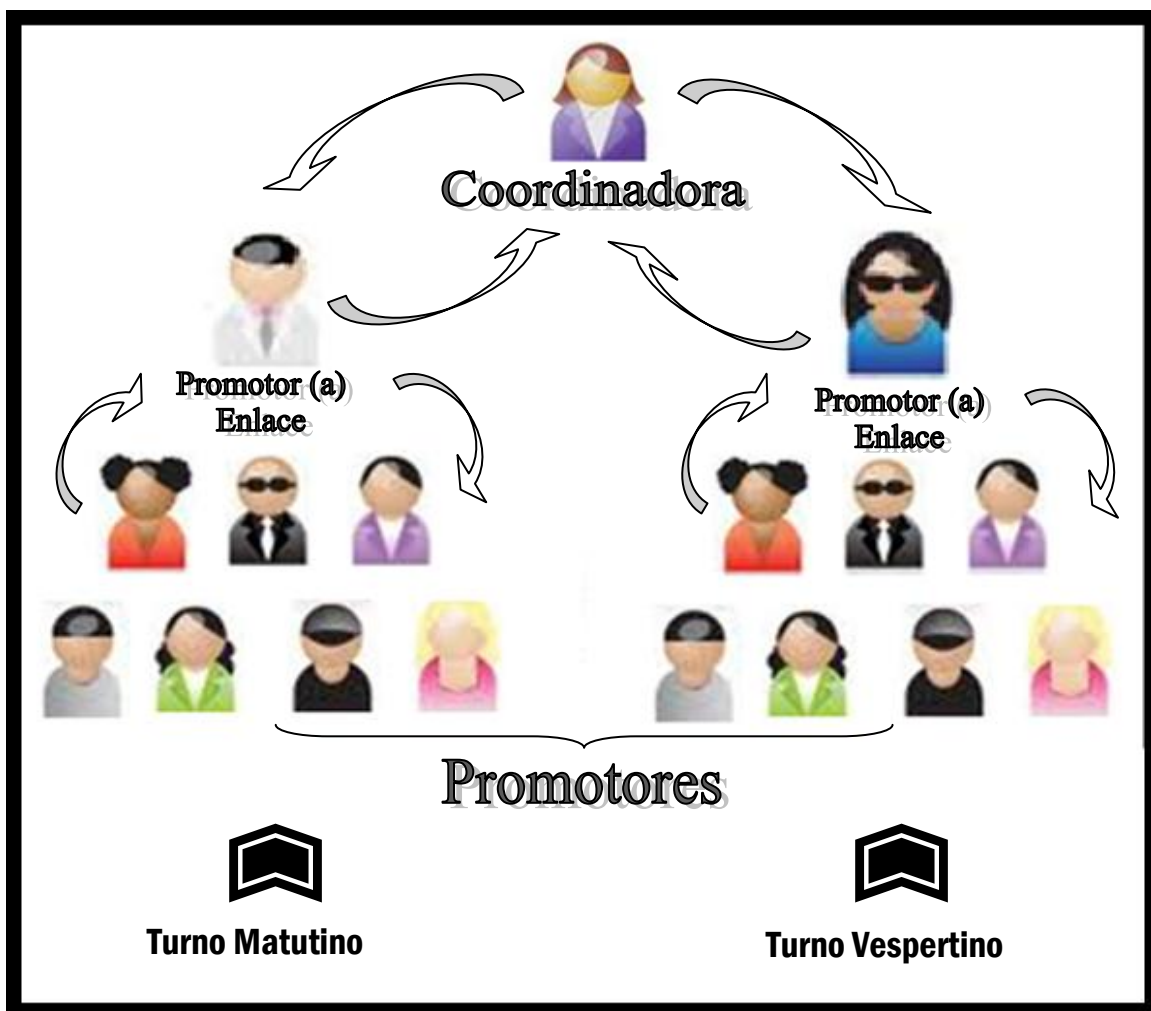 Coordinadora
Promotor (a)
Enlace
Promotor (a)
Enlace
Promotores
Turno Matutino
Turno Vespertino